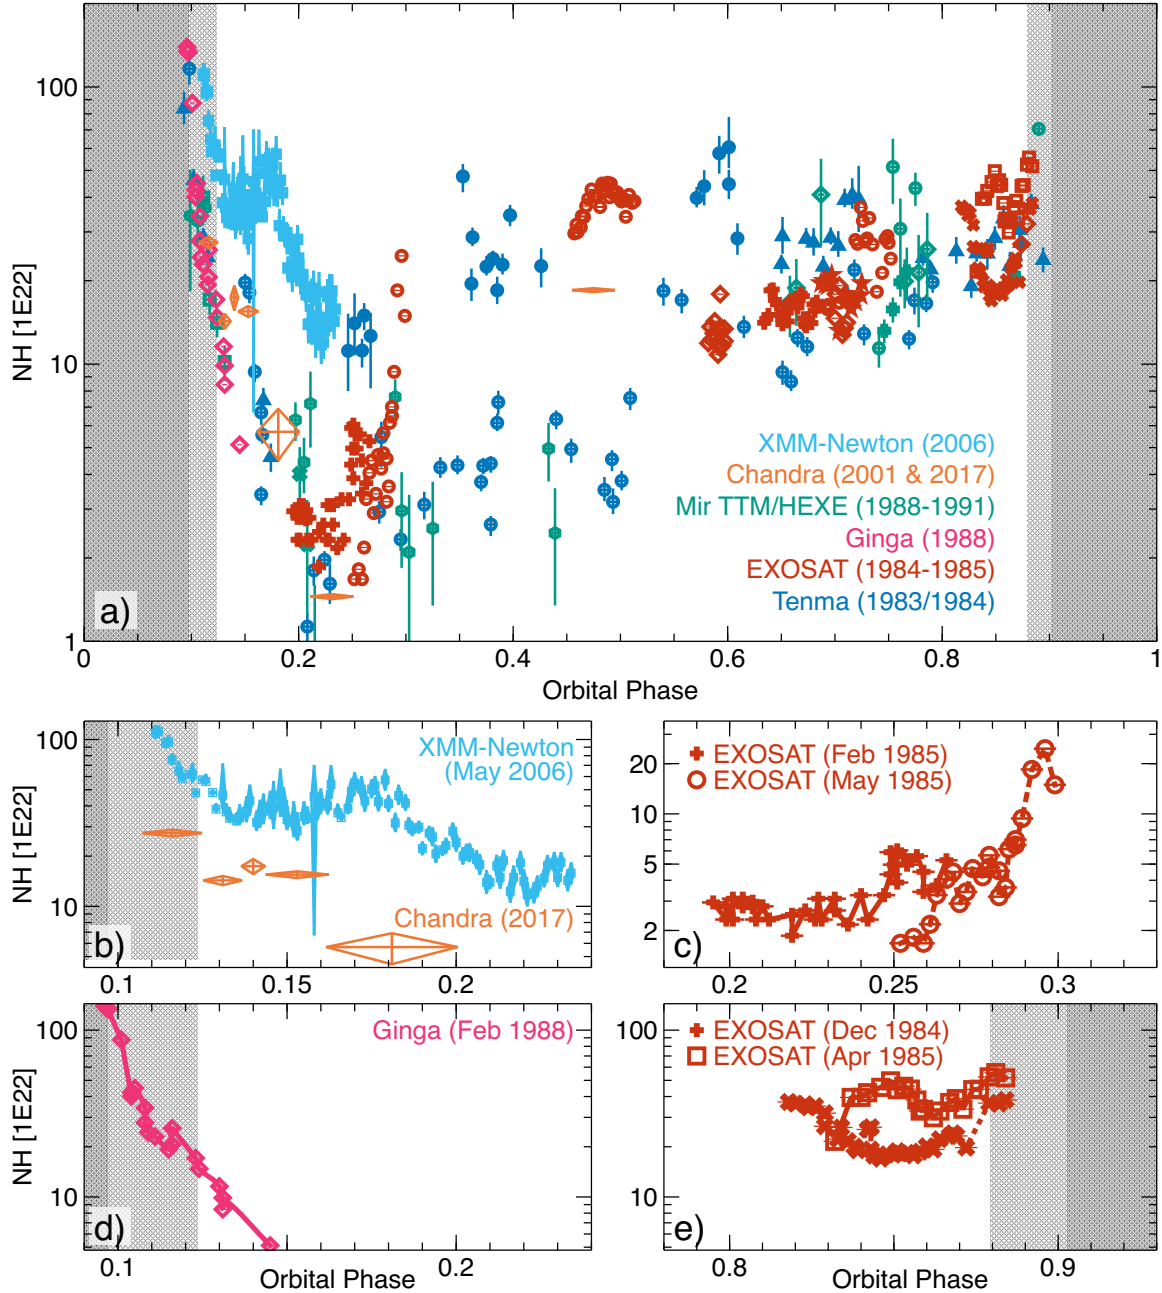 100
10
1
NH [1E22]
a)
XMM-Newton (2006)
Chandra (2001 & 2017)
Mir TTM/HEXE (1988-1991)
Ginga (1988)
EXOSAT (1984-1985)
Tenma (1983/1984)
0 0.2 0.4 0.6 0.8 1
Orbital Phase
100
10
NH [1E22]
b)
XMM-Newton
(May 2006)
Chandra (2017)
0.1 0.15 0.2
20
10
5
2
c)
EXOSAT (Feb 1985)
EXOSAT (May 1985)
0.2 0.25 0.3
100
10
NH [1E22]
d)
Ginga (Feb 1988)
0.1 0.2
Orbital Phase
100
10
e)
EXOSAT (Dec 1984)
EXOSAT (Apr 1985)
0.8 0.9
Orbital Phase